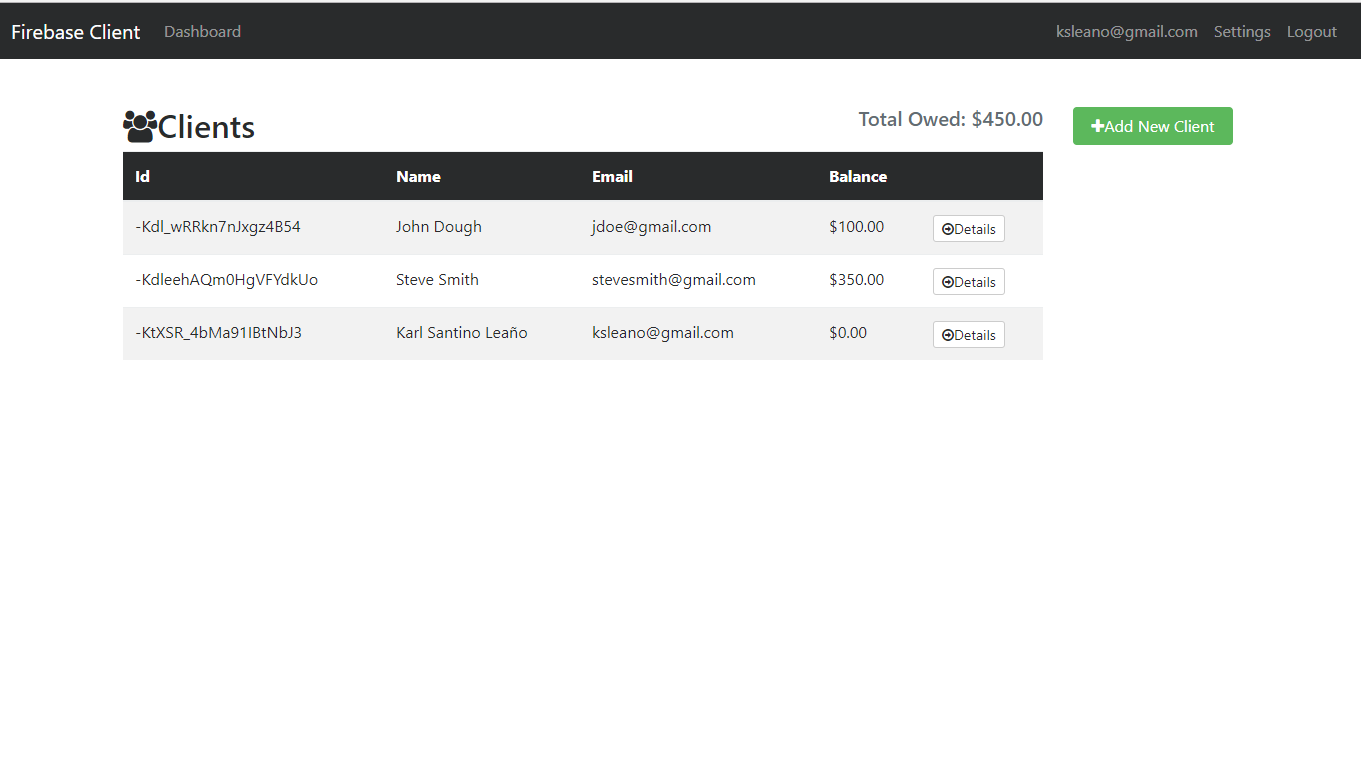 Firebase Client Dashboard ksleano@gmail.com Settings Logout
Clients Total Owed: $450.00 Add New Client
Id Name Email Balance
-Kdl_wRRkn7nJxgz4B54 John Dough jdoe@gmail.com $100.00 Details
-KdleehAQm0HgVFYdkUo Steve Smith stevesmith@gmail.com $350.00 Details
-KtXSR_4bMa91IBtNbJ3 Karl Santino Leaño ksleano@gmail.com $0.00 Details